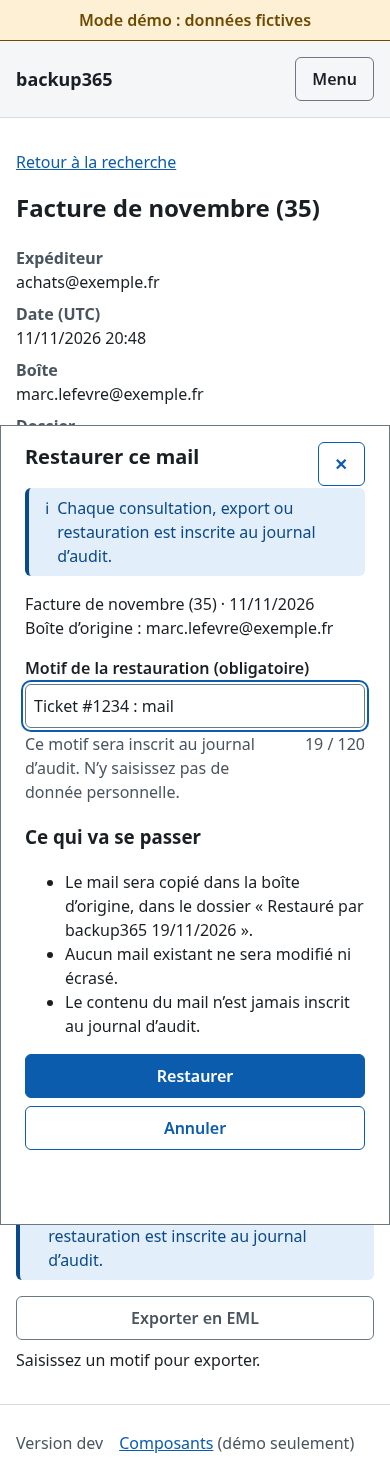 Mode démo : données fictives
backup365
Menu
Retour à la recherche
Facture de novembre (35)
Expéditeur
achats@exemple.fr
Date (UTC)
11/11/2026 20:48
Boîte
marc.lefevre@exemple.fr
Dossier
Restaurer ce mail
×
i Chaque consultation, export ou
restauration est inscrite au journal
d’audit.
Facture de novembre (35) · 11/11/2026
Boîte d’origine : marc.lefevre@exemple.fr
Motif de la restauration (obligatoire)
Ticket #1234 : mail
Ce motif sera inscrit au journal 19 / 120
d’audit. N’y saisissez pas de
donnée personnelle.
Ce qui va se passer
• Le mail sera copié dans la boîte
d’origine, dans le dossier « Restauré par
backup365 19/11/2026 ».
• Aucun mail existant ne sera modifié ni
écrasé.
• Le contenu du mail n’est jamais inscrit
au journal d’audit.
Restaurer
Annuler
restauration est inscrite au journal
d’audit.
Exporter en EML
Saisissez un motif pour exporter.
Version dev Composants (démo seulement)